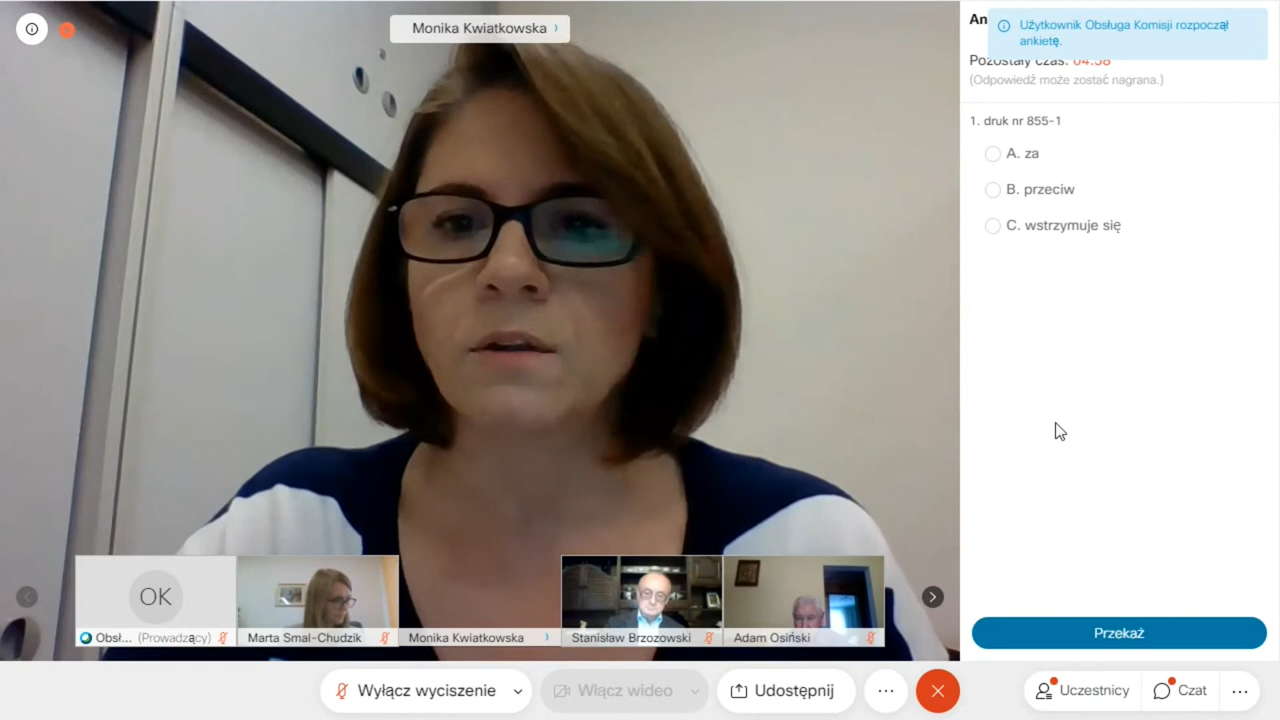 Monika Kwiatkowska
An
Użytkownik Obsługa Komisji rozpoczął
ankietę.
Pozostały czas: 04:58
(Odpowiedź może zostać nagrana.)
1. druk nr 855-1
A. za
B. przeciw
C. wstrzymuje się
OK
Obsł... (Prowadzący)
Marta Smal-Chudzik
Monika Kwiatkowska
Stanisław Brzozowski
Adam Osiński
Przekaż
Wyłącz wyciszenie
Włącz wideo
Udostępnij
Uczestnicy
Czat